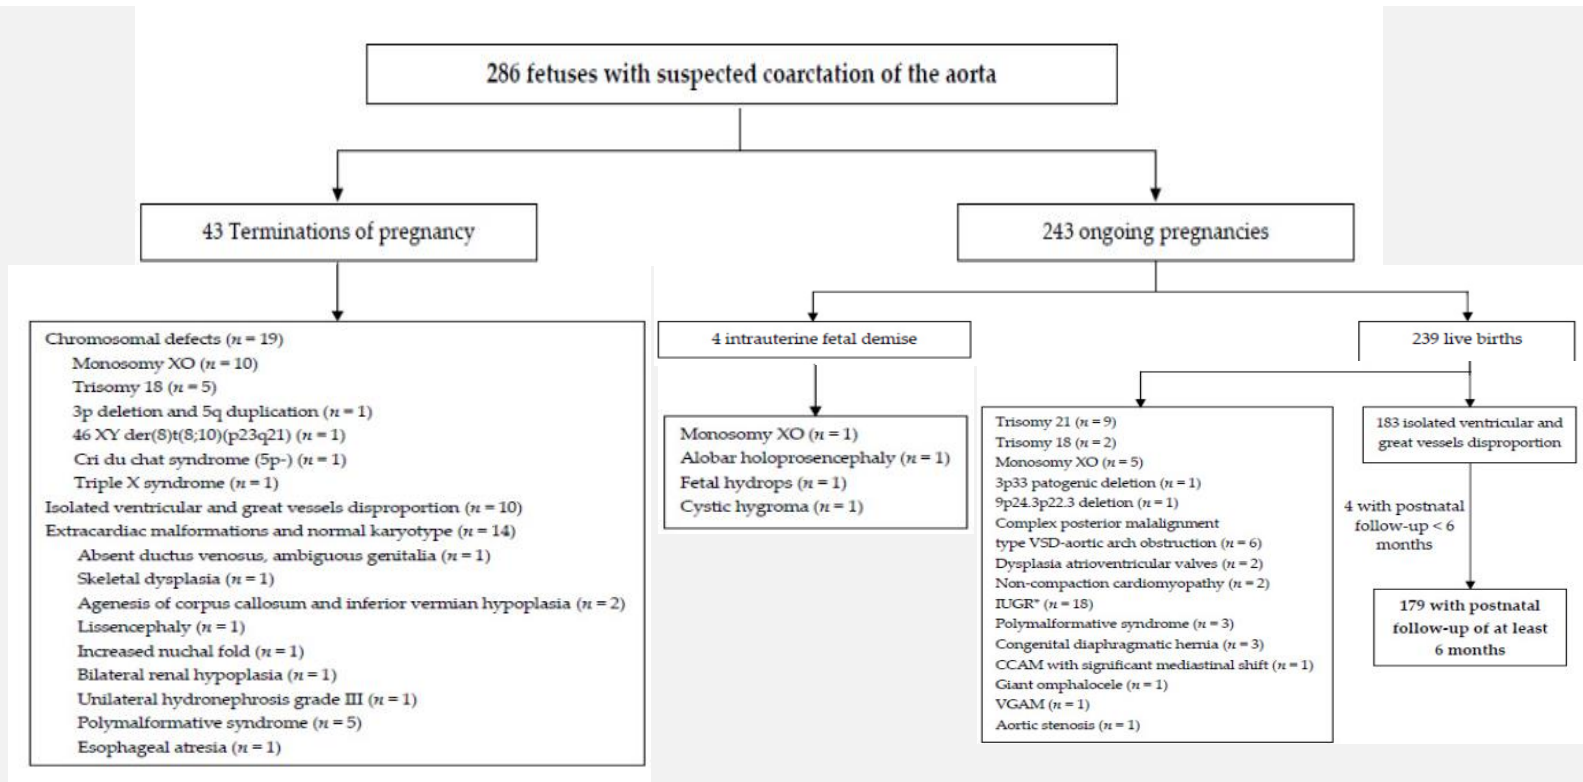 286 fetuses with suspected coarctation of the aorta
43 Terminations of pregnancy
243 ongoing pregnancies
Chromosomal defects (n = 19)
Monosomy XO (n = 10)
Trisomy 18 (n = 5)
3p deletion and 5q duplication (n = 1)
46 XY der(8)t(8;10)(p23q21) (n = 1)
Cri du chat syndrome (5p-) (n = 1)
Triple X syndrome (n = 1)
Isolated ventricular and great vessels disproportion (n = 10)
Extracardiac malformations and normal karyotype (n = 14)
Absent ductus venosus, ambiguous genitalia (n = 1)
Skeletal dysplasia (n = 1)
Agenesis of corpus callosum and inferior vermian hypoplasia (n = 2)
Lissencephaly (n = 1)
Increased nuchal fold (n = 1)
Bilateral renal hypoplasia (n = 1)
Unilateral hydronephrosis grade III (n = 1)
Polymalformative syndrome (n = 5)
Esophageal atresia (n = 1)
4 intrauterine fetal demise
Monosomy XO (n = 1)
Alobar holoprosencephaly (n = 1)
Fetal hydrops (n = 1)
Cystic hygroma (n = 1)
239 live births
Trisomy 21 (n = 9)
Trisomy 18 (n = 2)
Monosomy XO (n = 5)
3p33 patogenic deletion (n = 1)
9p24.3p22.3 deletion (n = 1)
Complex posterior malalignment
type VSD-aortic arch obstruction (n = 6)
Dysplasia atrioventricular valves (n = 2)
Non-compaction cardiomyopathy (n = 2)
IUGR* (n = 18)
Polymalformative syndrome (n = 3)
Congenital diaphragmatic hernia (n = 3)
CCAM with significant mediastinal shift (n = 1)
Giant omphalocele (n = 1)
VGAM (n = 1)
Aortic stenosis (n = 1)
183 isolated ventricular and
great vessels disproportion
4 with postnatal
follow-up < 6
months
179 with postnatal
follow-up of at least
6 months